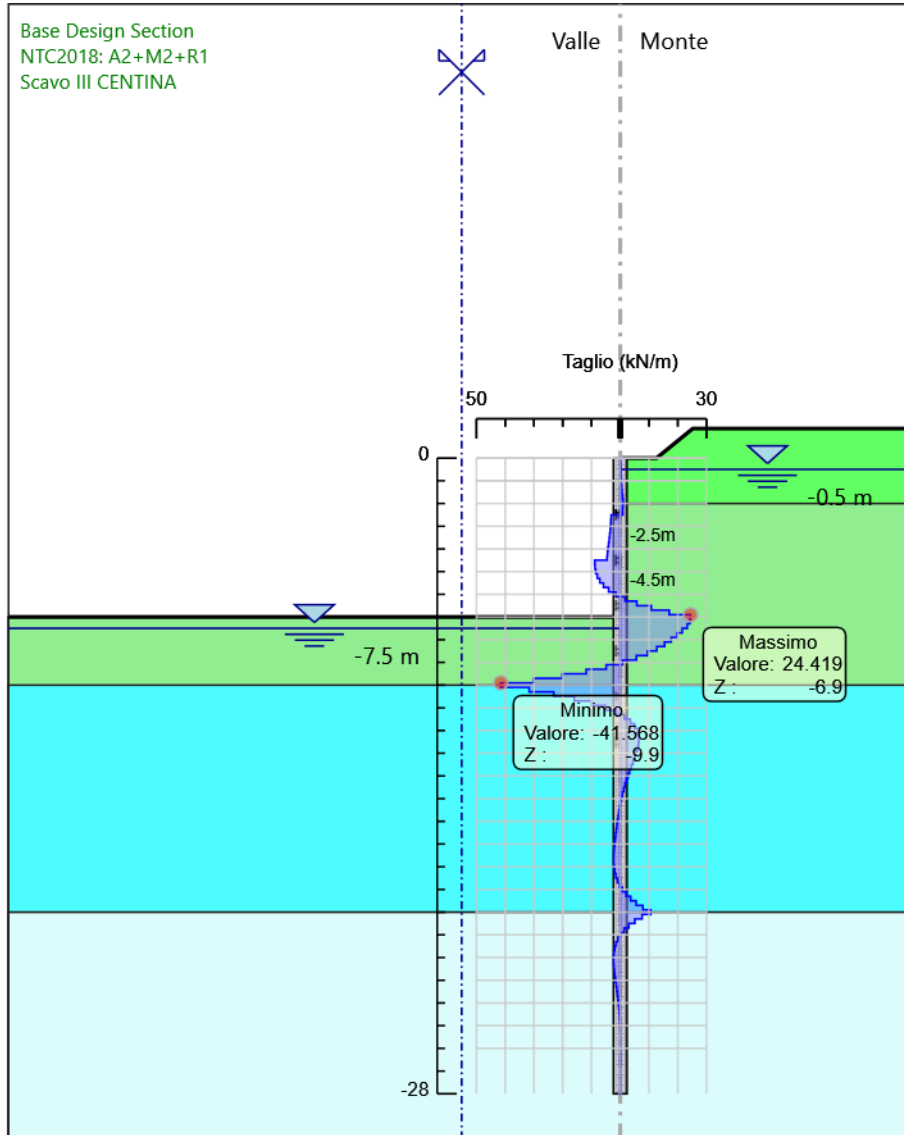 Base Design Section
NTC2018: A2+M2+R1
Scavo III CENTINA
Valle
Monte
Taglio (kN/m)
50
30
0
-0.5 m
-2.5m
-4.5m
-7.5 m
Massimo
Valore: 24.419
Z : -6.9
Minimo
Valore: -41.568
Z : -9.9
-28